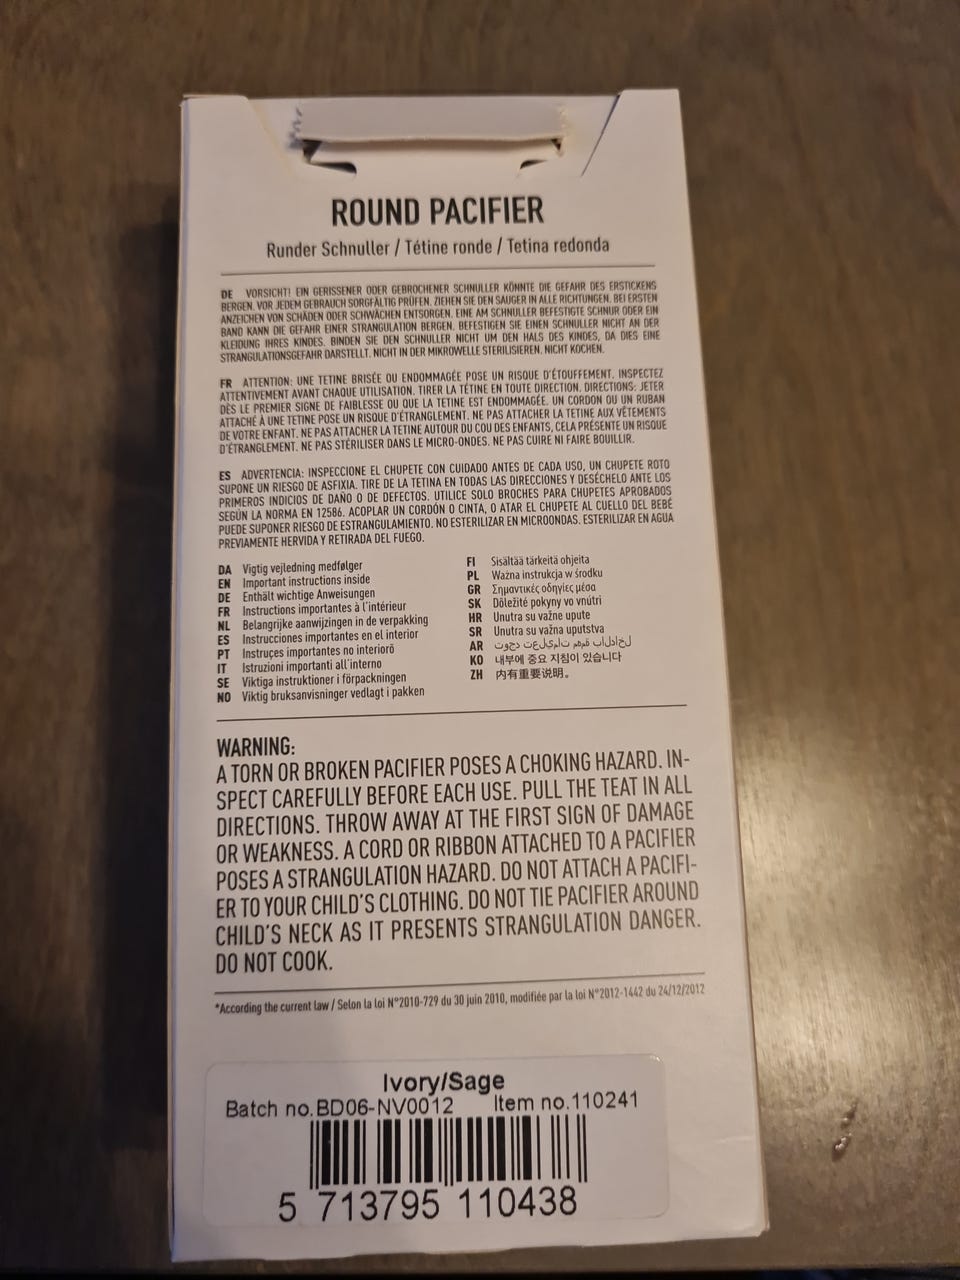 ROUND PACIFIER
Runder Schnuller / Tétine ronde / Tetina redonda
DE VORSICHT! EIN GERISSENER ODER GEBROCHENER SCHNULLER KÖNNTE DIE GEFAHR DES ERSTICKENS
BERGEN. VOR JEDEM GEBRAUCH SORGFÄLTIG PRÜFEN. ZIEHEN SIE DEN SAUGER IN ALLE RICHTUNGEN. BEI ERSTEN
ANZEICHEN VON SCHÄDEN ODER SCHWÄCHEN ENTSORGEN. EINE AM SCHNULLER BEFESTIGTE SCHNUR ODER EIN
BAND KANN DIE GEFAHR EINER STRANGULATION BERGEN. BEFESTIGEN SIE EINEN SCHNULLER NICHT AN DER
KLEIDUNG IHRES KINDES. BINDEN SIE DEN SCHNULLER NICHT UM DEN HALS DES KINDES, DA DIES EINE
STRANGULATIONSGEFAHR DARSTELLT. NICHT IN DER MIKROWELLE STERILISIEREN. NICHT KOCHEN.
FR ATTENTION: UNE TETINE BRISÉE OU ENDOMMAGÉE POSE UN RISQUE D'ÉTOUFFEMENT. INSPECTEZ
ATTENTIVEMENT AVANT CHAQUE UTILISATION. TIRER LA TÉTINE EN TOUTE DIRECTION. DIRECTIONS: JETER
DÈS LE PREMIER SIGNE DE FAIBLESSE OU QUE LA TETINE EST ENDOMMAGÉE. UN CORDON OU UN RUBAN
ATTACHÉ À UNE TETINE POSE UN RISQUE D'ÉTRANGLEMENT. NE PAS ATTACHER LA TETINE AUX VÊTEMENTS
DE VOTRE ENFANT. NE PAS ATTACHER LA TETINE AUTOUR DU COU DES ENFANTS, CELA PRÉSENTE UN RISQUE
D'ÉTRANGLEMENT. NE PAS STÉRILISER DANS LE MICRO-ONDES. NE PAS CUIRE NI FAIRE BOUILLIR.
ES ADVERTENCIA: INSPECCIONE EL CHUPETE CON CUIDADO ANTES DE CADA USO, UN CHUPETE ROTO
SUPONE UN RIESGO DE ASFIXIA. TIRE DE LA TETINA EN TODAS LAS DIRECCIONES Y DESÉCHELO ANTE LOS
PRIMEROS INDICIOS DE DAÑO O DE DEFECTOS. UTILICE SOLO BROCHES PARA CHUPETES APROBADOS
SEGÚN LA NORMA EN 12586. ACOPLAR UN CORDÓN O CINTA, O ATAR EL CHUPETE AL CUELLO DEL BEBÉ
PUEDE SUPONER RIESGO DE ESTRANGULAMIENTO. NO ESTERILIZAR EN MICROONDAS. ESTERILIZAR EN AGUA
PREVIAMENTE HERVIDA Y RETIRADA DEL FUEGO.
DA Vigtig vejledning medfølger
EN Important instructions inside
DE Enthält wichtige Anweisungen
FR Instructions importantes à l'intérieur
NL Belangrijke aanwijzingen in de verpakking
ES Instrucciones importantes en el interior
PT Instruçes importantes no interioró
IT Istruzioni importanti all'interno
SE Viktiga instruktioner i förpackningen
NO Viktig bruksanvisninger vedlagt i pakken
FI Sisältää tärkeitä ohjeita
PL Ważna instrukcja w środku
GR Σημαντικές οδηγίες μέσα
SK Dôležité pokyny vo vnútri
HR Unutra su važne upute
SR Unutra su važna uputstva
AR لخادلاب ةمهم تاميلعت دجوت
KO 내부에 중요 지침이 있습니다
ZH 内有重要说明。
WARNING:
A TORN OR BROKEN PACIFIER POSES A CHOKING HAZARD. IN-
SPECT CAREFULLY BEFORE EACH USE. PULL THE TEAT IN ALL
DIRECTIONS. THROW AWAY AT THE FIRST SIGN OF DAMAGE
OR WEAKNESS. A CORD OR RIBBON ATTACHED TO A PACIFIER
POSES A STRANGULATION HAZARD. DO NOT ATTACH A PACIFI-
ER TO YOUR CHILD'S CLOTHING. DO NOT TIE PACIFIER AROUND
CHILD'S NECK AS IT PRESENTS STRANGULATION DANGER.
DO NOT COOK.
*According the current law / Selon la loi N°2010-729 du 30 juin 2010, modifiée par la loi N°2012-1442 du 24/12/2012
Ivory/Sage
Batch no.BD06-NV0012 Item no.110241
5 713795 110438